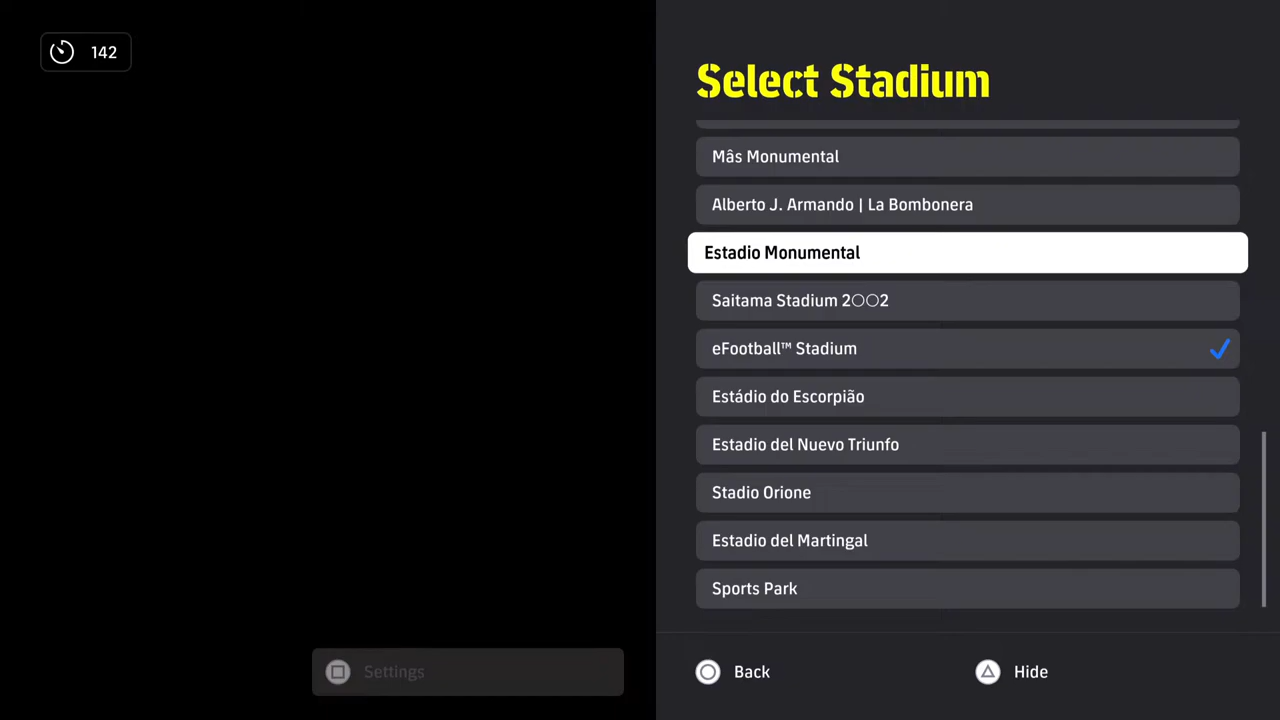 142
Select Stadium
Mâs Monumental
Alberto J. Armando | La Bombonera
Estadio Monumental
Saitama Stadium 2○○2
eFootball™ Stadium
Estádio do Escorpião
Estadio del Nuevo Triunfo
Stadio Orione
Estadio del Martingal
Sports Park
Settings
Back
Hide